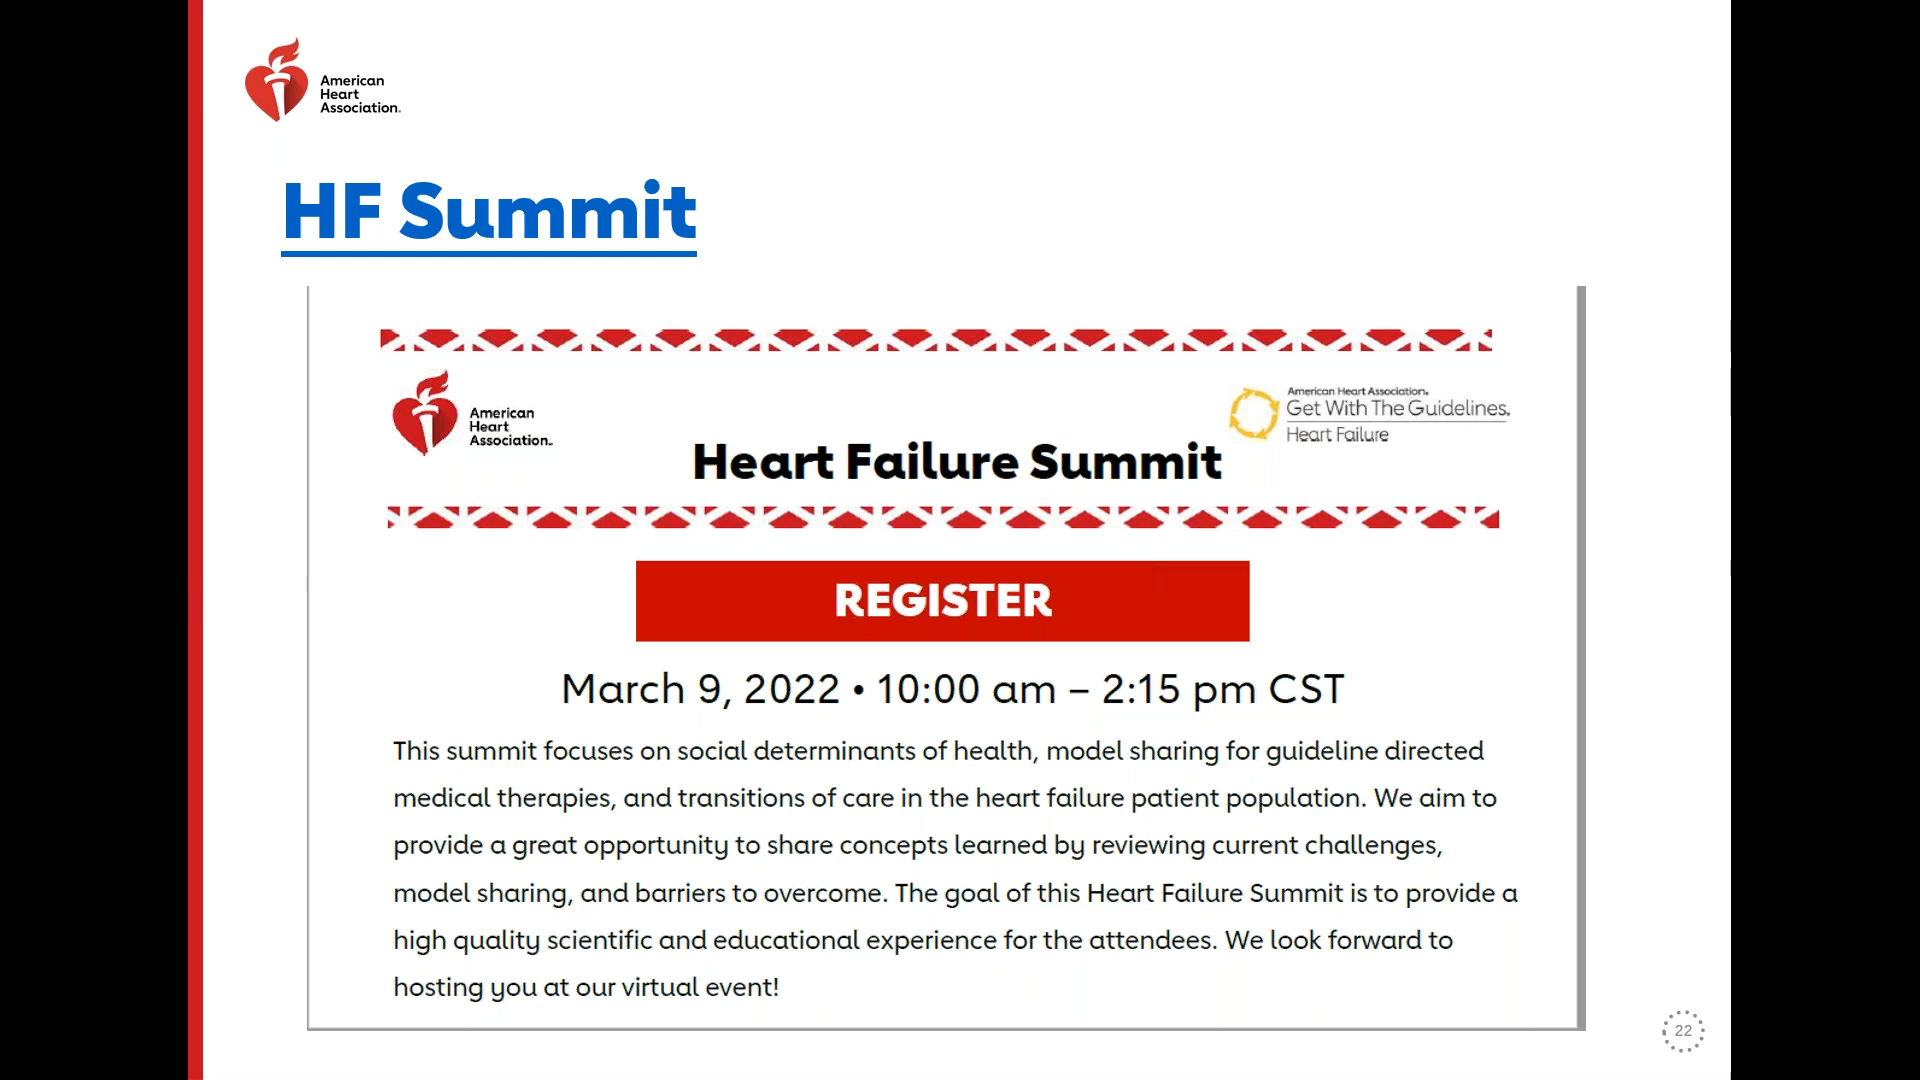 American
Heart
Association.
HF Summit
American
Heart
Association.
American Heart Association.
Get With The Guidelines.
Heart Failure
Heart Failure Summit
REGISTER
March 9, 2022 • 10:00 am – 2:15 pm CST
This summit focuses on social determinants of health, model sharing for guideline directed
medical therapies, and transitions of care in the heart failure patient population. We aim to
provide a great opportunity to share concepts learned by reviewing current challenges,
model sharing, and barriers to overcome. The goal of this Heart Failure Summit is to provide a
high quality scientific and educational experience for the attendees. We look forward to
hosting you at our virtual event!
22